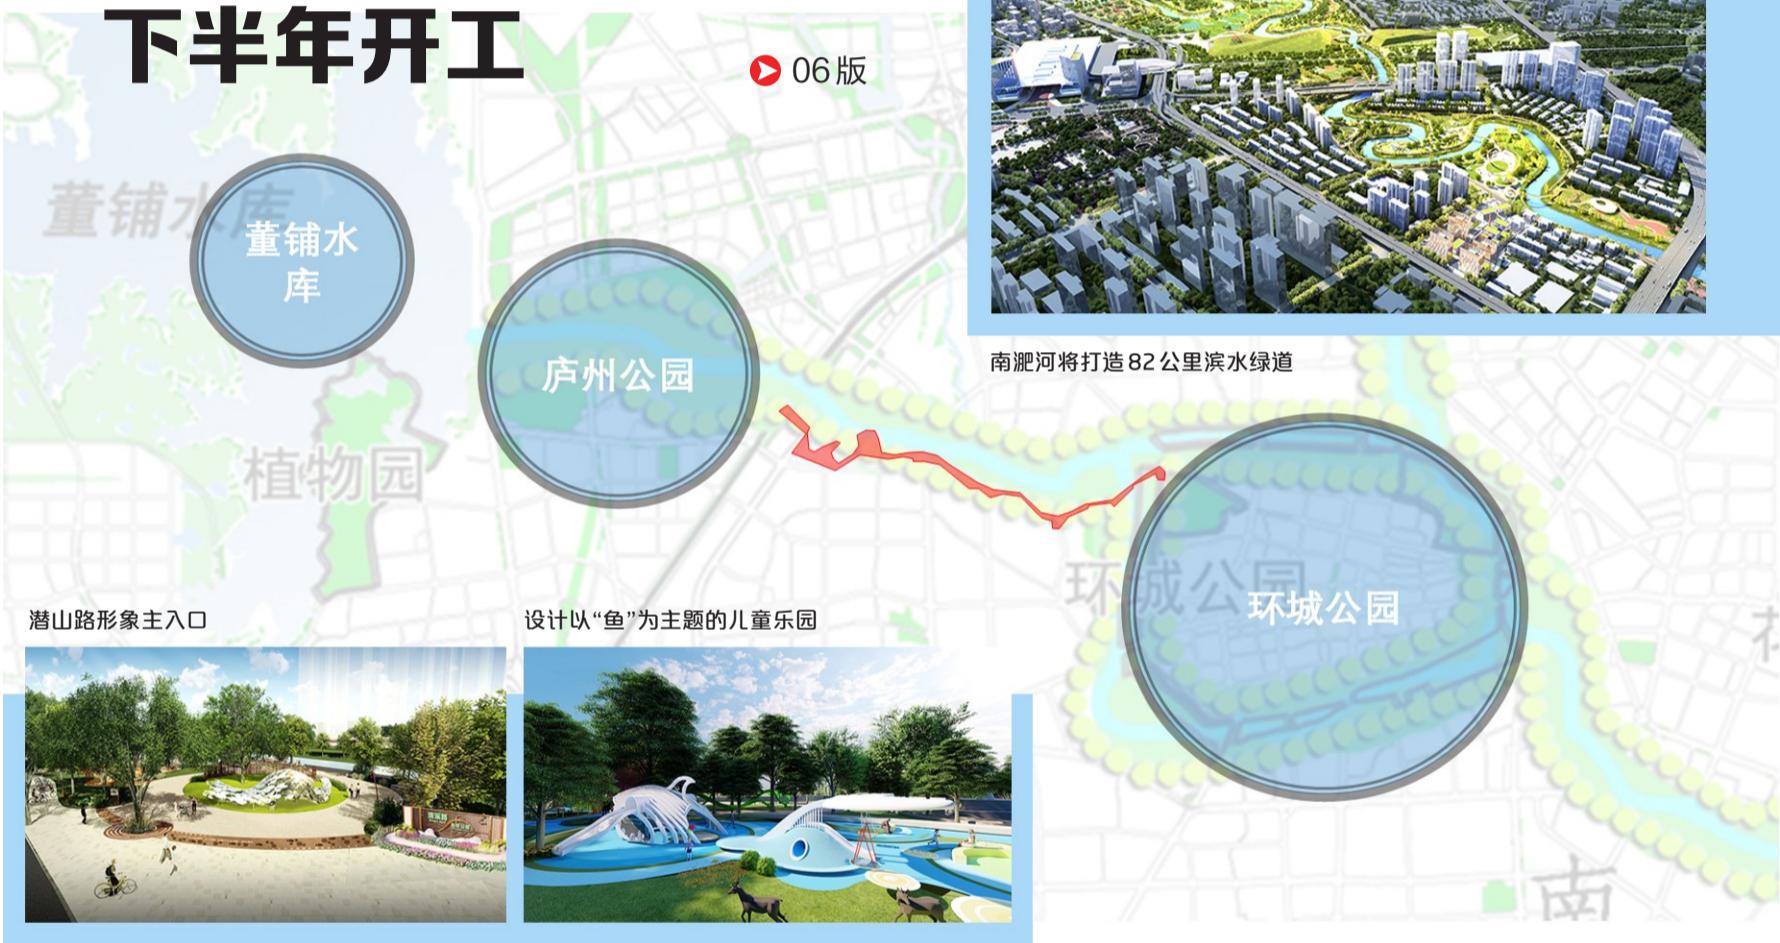 下半年开工
06版
董铺水库
董铺水
库
庐州公园
南淝河将打造82公里滨水绿道
植物园
环城公园
环城公园
潜山路形象主入口
设计以“鱼”为主题的儿童乐园
南